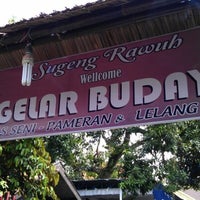 Sugeng Rawuh
Wellcome
GELAR BUDAY
S SENI - PAMERAN & LELANG